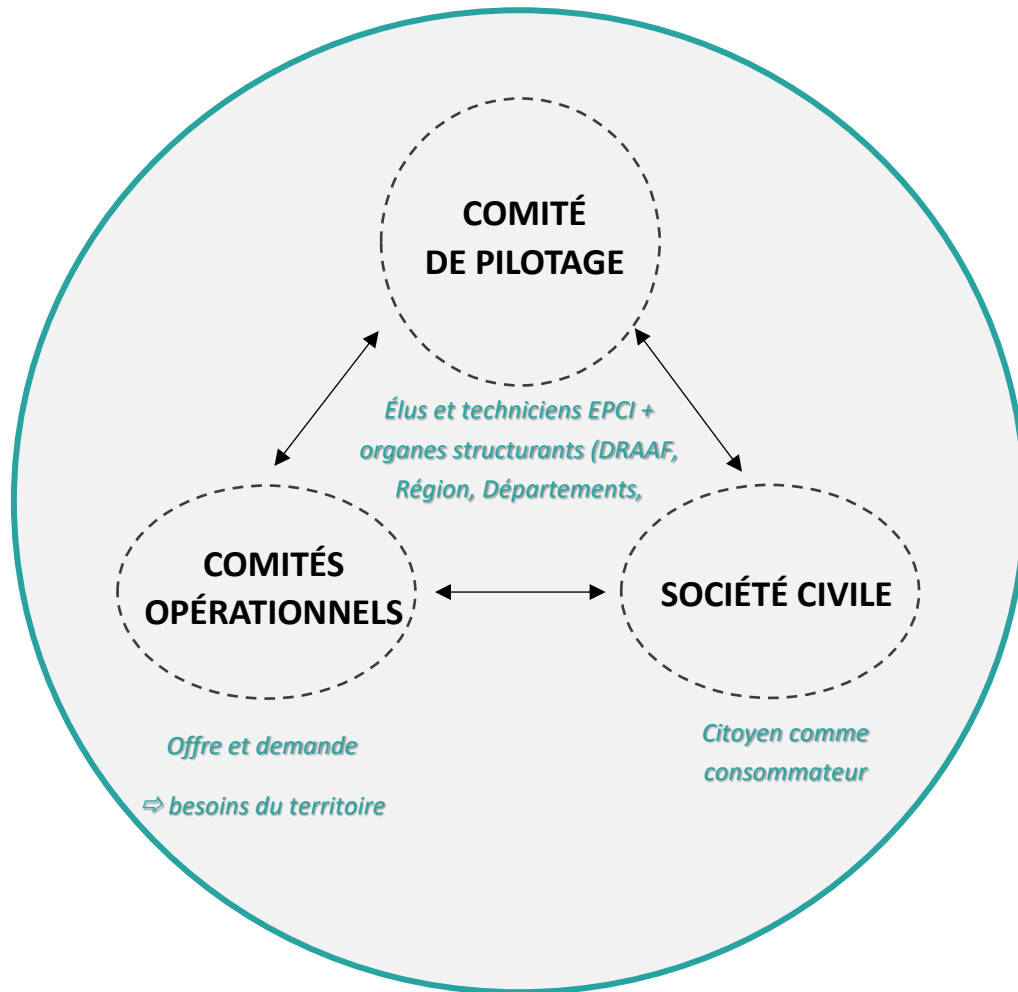 COMITÉ
DE PILOTAGE
Élus et techniciens EPCI +
organes structurants (DRAAF,
Région, Départements,
COMITÉS
OPÉRATIONNELS
SOCIÉTÉ CIVILE
Offre et demande
⇨ besoins du territoire
Citoyen comme
consommateur